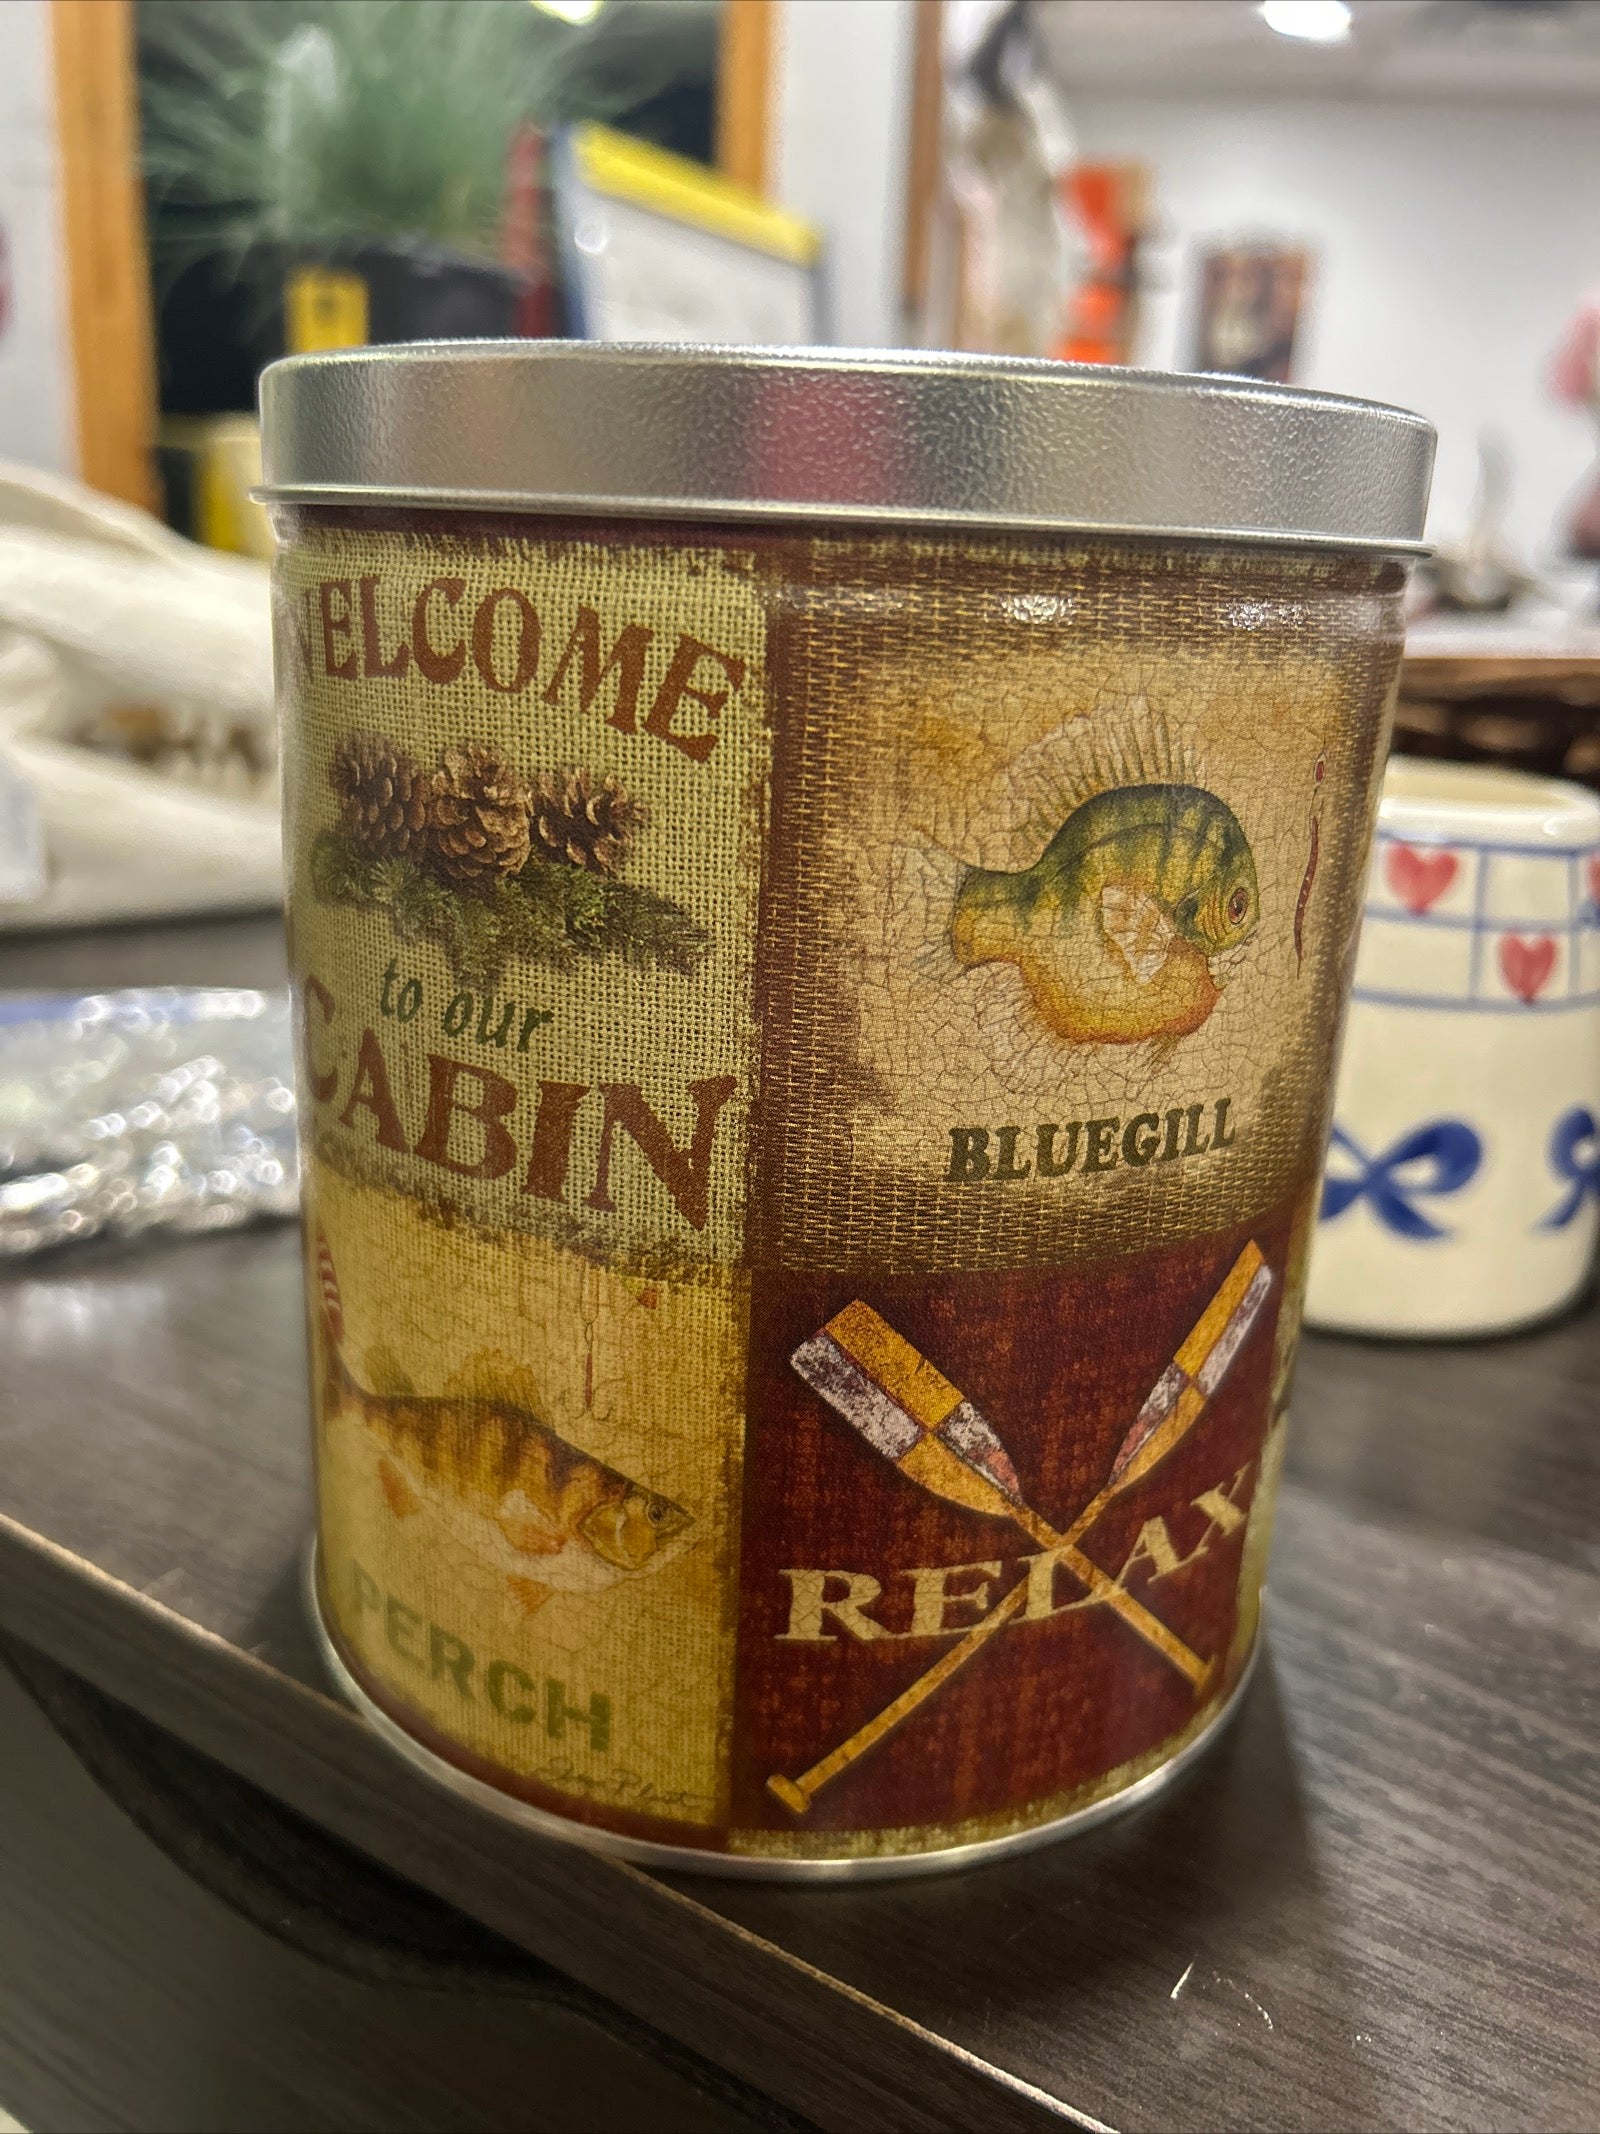 WELCOME
to our
CABIN
BLUEGILL
PERCH
RELAX